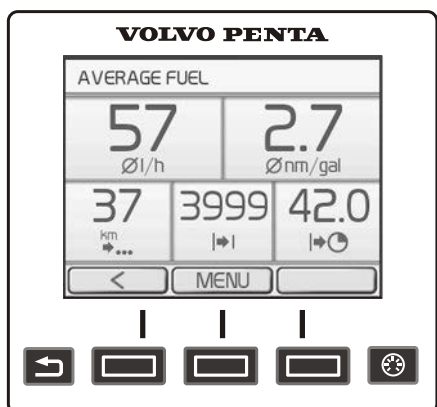 VOLVO PENTA
AVERAGE FUEL
57 2.7
Øl/h Ønm/gal
37 3999 42.0
km
< MENU